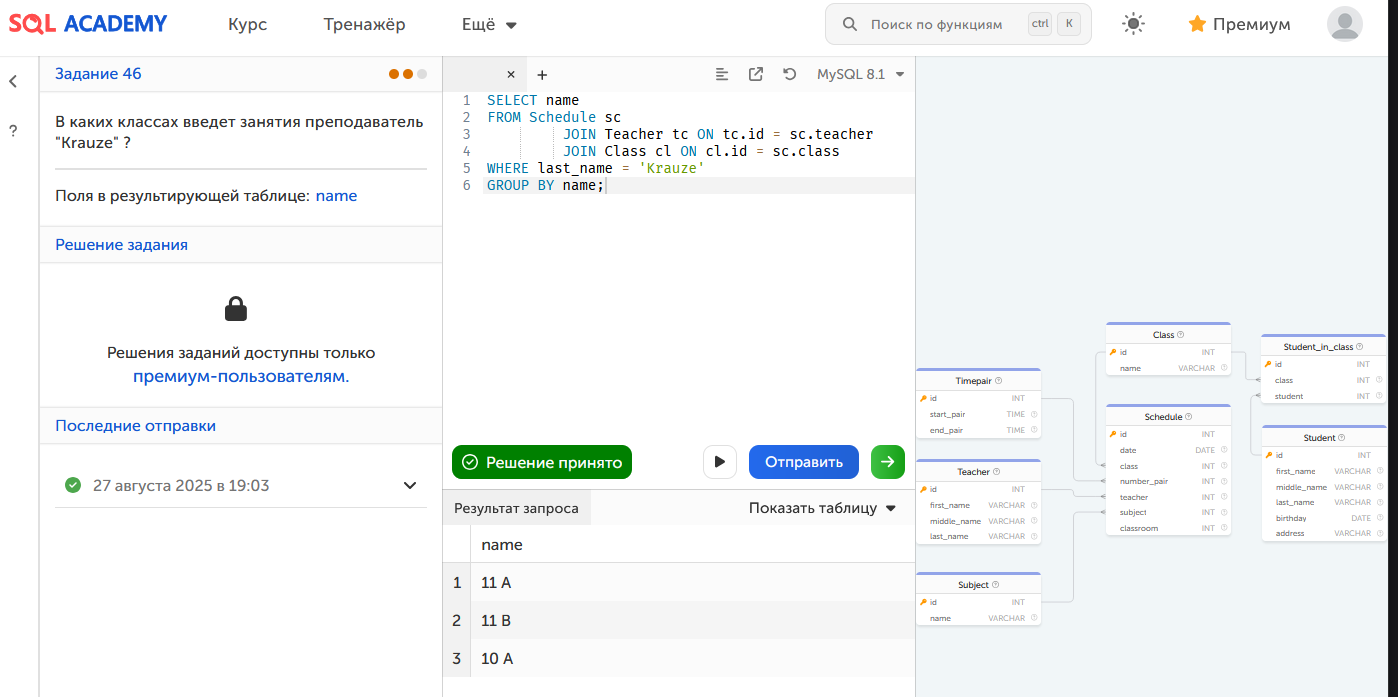 SQL ACADEMY
Курс
Тренажёр
Ещё
Поиск по функциям
ctrl
K
Премиум
Задание 46
В каких классах введет занятия преподаватель
"Krauze" ?
Поля в результирующей таблице: name
Решение задания
Решения заданий доступны только
премиум-пользователям.
Последние отправки
27 августа 2025 в 19:03
MySQL 8.1
1 SELECT name
2 FROM Schedule sc
3 JOIN Teacher tc ON tc.id = sc.teacher
4 JOIN Class cl ON cl.id = sc.class
5 WHERE last_name = 'Krauze'
6 GROUP BY name;
Решение принято
Отправить
Результат запроса
Показать таблицу
name
1 11 A
2 11 B
3 10 A
Timepair
id INT
start_pair TIME
end_pair TIME
Teacher
id INT
first_name VARCHAR
middle_name VARCHAR
last_name VARCHAR
Subject
id INT
name VARCHAR
Class
id INT
name VARCHAR
Schedule
id INT
date DATE
class INT
number_pair INT
teacher INT
subject INT
classroom INT
Student_in_class
id INT
class INT
student INT
Student
id INT
first_name VARCHAR
middle_name VARCHAR
last_name VARCHAR
birthday DATE
address VARCHAR